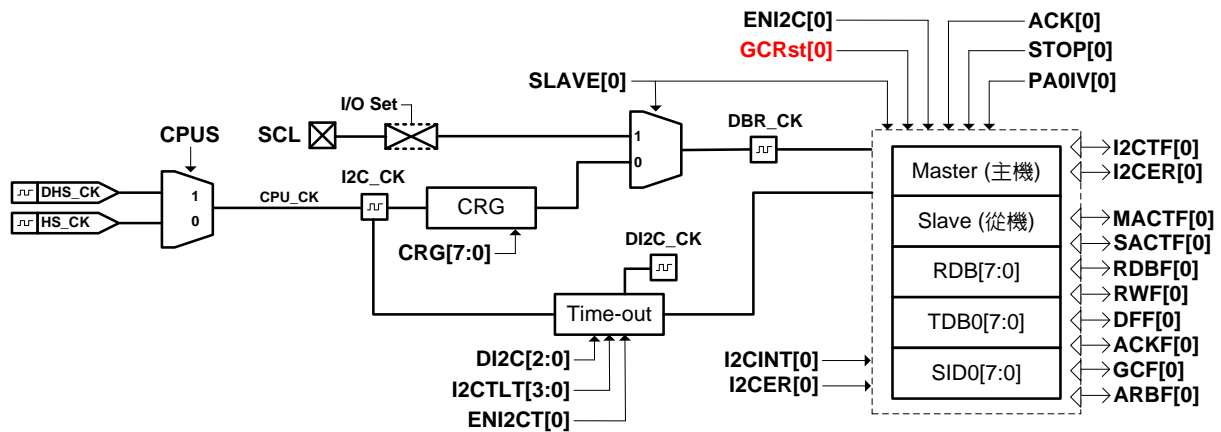 ENI2C[0]
ACK[0]
GCRst[0]
STOP[0]
SLAVE[0]
PA0IV[0]
I/O Set
CPUS
SCL
1
0
DBR_CK
DHS_CK
HS_CK
1
0
CPU_CK
I2C_CK
CRG
CRG[7:0]
DI2C_CK
Time-out
DI2C[2:0]
I2CTLT[3:0]
ENI2CT[0]
I2CINT[0]
I2CER[0]
Master (主機)
Slave (從機)
RDB[7:0]
TDB0[7:0]
SID0[7:0]
I2CTF[0]
I2CER[0]
MACTF[0]
SACTF[0]
RDBF[0]
RWF[0]
DFF[0]
ACKF[0]
GCF[0]
ARBF[0]